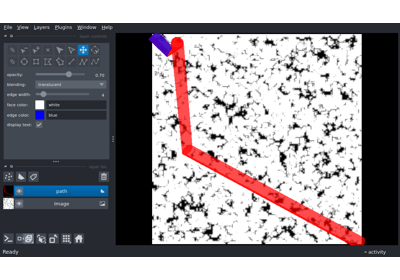 File View Layers Plugins Window Help
opacity: 0.70
blending: translucent
edge width: 4
face color: white
edge color: blue
display text:
path
Image
Ready activity